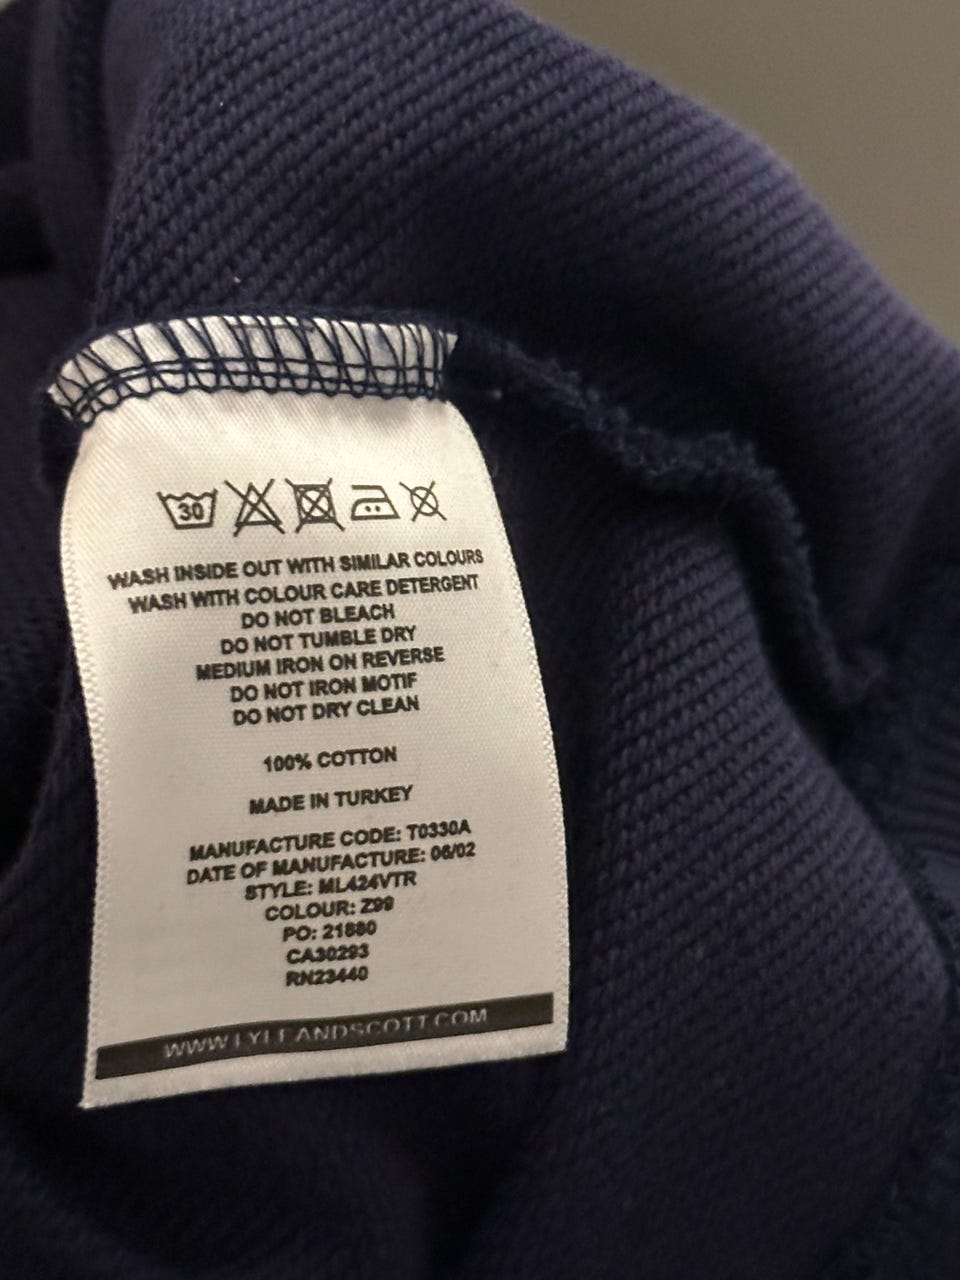 30
WASH INSIDE OUT WITH SIMILAR COLOURS
WASH WITH COLOUR CARE DETERGENT
DO NOT BLEACH
DO NOT TUMBLE DRY
MEDIUM IRON ON REVERSE
DO NOT IRON MOTIF
DO NOT DRY CLEAN
100% COTTON
MADE IN TURKEY
MANUFACTURE CODE: T0330A
DATE OF MANUFACTURE: 06/02
STYLE: ML424VTR
COLOUR: Z99
PO: 21880
CA30293
RN23440
WWW.LYLEANDSCOTT.COM